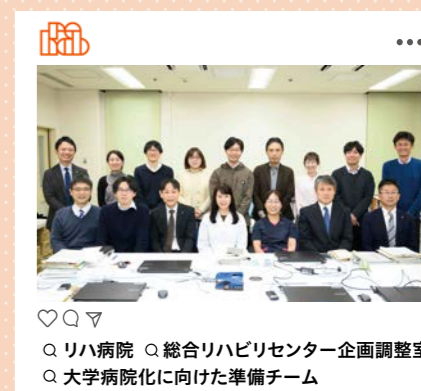 リハ病院 総合リハビリセンター企画調整室
大学病院化に向けた準備チーム